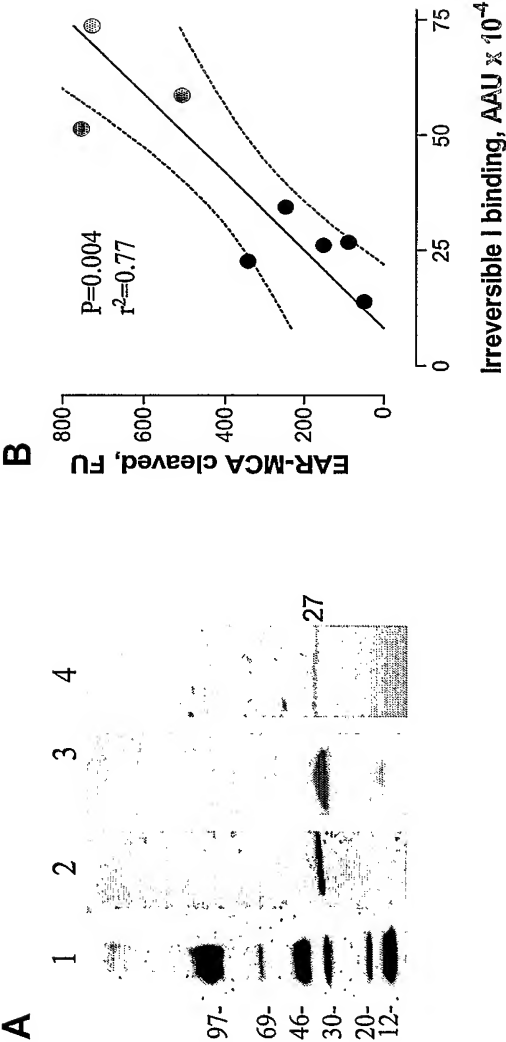 A
1 2 3 4
97-
69-
46-
30-
20-
12-
27
B
P=0.004
r²=0.77
EAR-MCA cleaved, FU
800
600
400
200
0
0 25 50 75
Irreversible I binding, AAU x 10⁻⁴